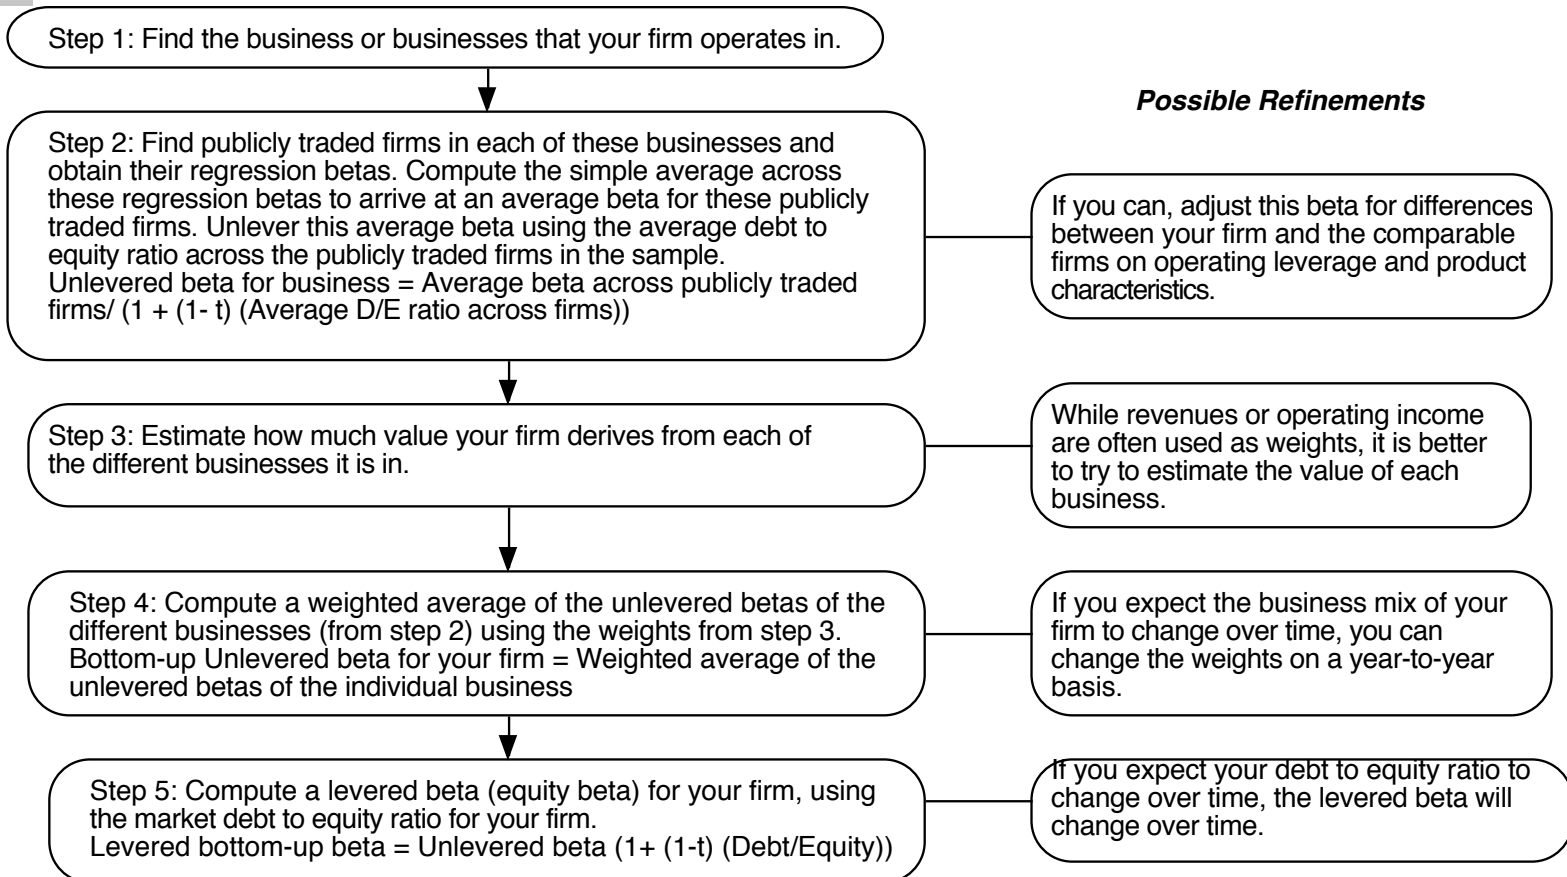 Step 1: Find the business or businesses that your firm operates in.
Possible Refinements
Step 2: Find publicly traded firms in each of these businesses and
obtain their regression betas. Compute the simple average across
these regression betas to arrive at an average beta for these publicly
traded firms. Unlever this average beta using the average debt to
equity ratio across the publicly traded firms in the sample.
Unlevered beta for business = Average beta across publicly traded
firms/ (1 + (1- t) (Average D/E ratio across firms))
If you can, adjust this beta for differences
between your firm and the comparable
firms on operating leverage and product
characteristics.
Step 3: Estimate how much value your firm derives from each of
the different businesses it is in.
While revenues or operating income
are often used as weights, it is better
to try to estimate the value of each
business.
Step 4: Compute a weighted average of the unlevered betas of the
different businesses (from step 2) using the weights from step 3.
Bottom-up Unlevered beta for your firm = Weighted average of the
unlevered betas of the individual business
If you expect the business mix of your
firm to change over time, you can
change the weights on a year-to-year
basis.
Step 5: Compute a levered beta (equity beta) for your firm, using
the market debt to equity ratio for your firm.
Levered bottom-up beta = Unlevered beta (1+ (1-t) (Debt/Equity))
If you expect your debt to equity ratio to
change over time, the levered beta will
change over time.